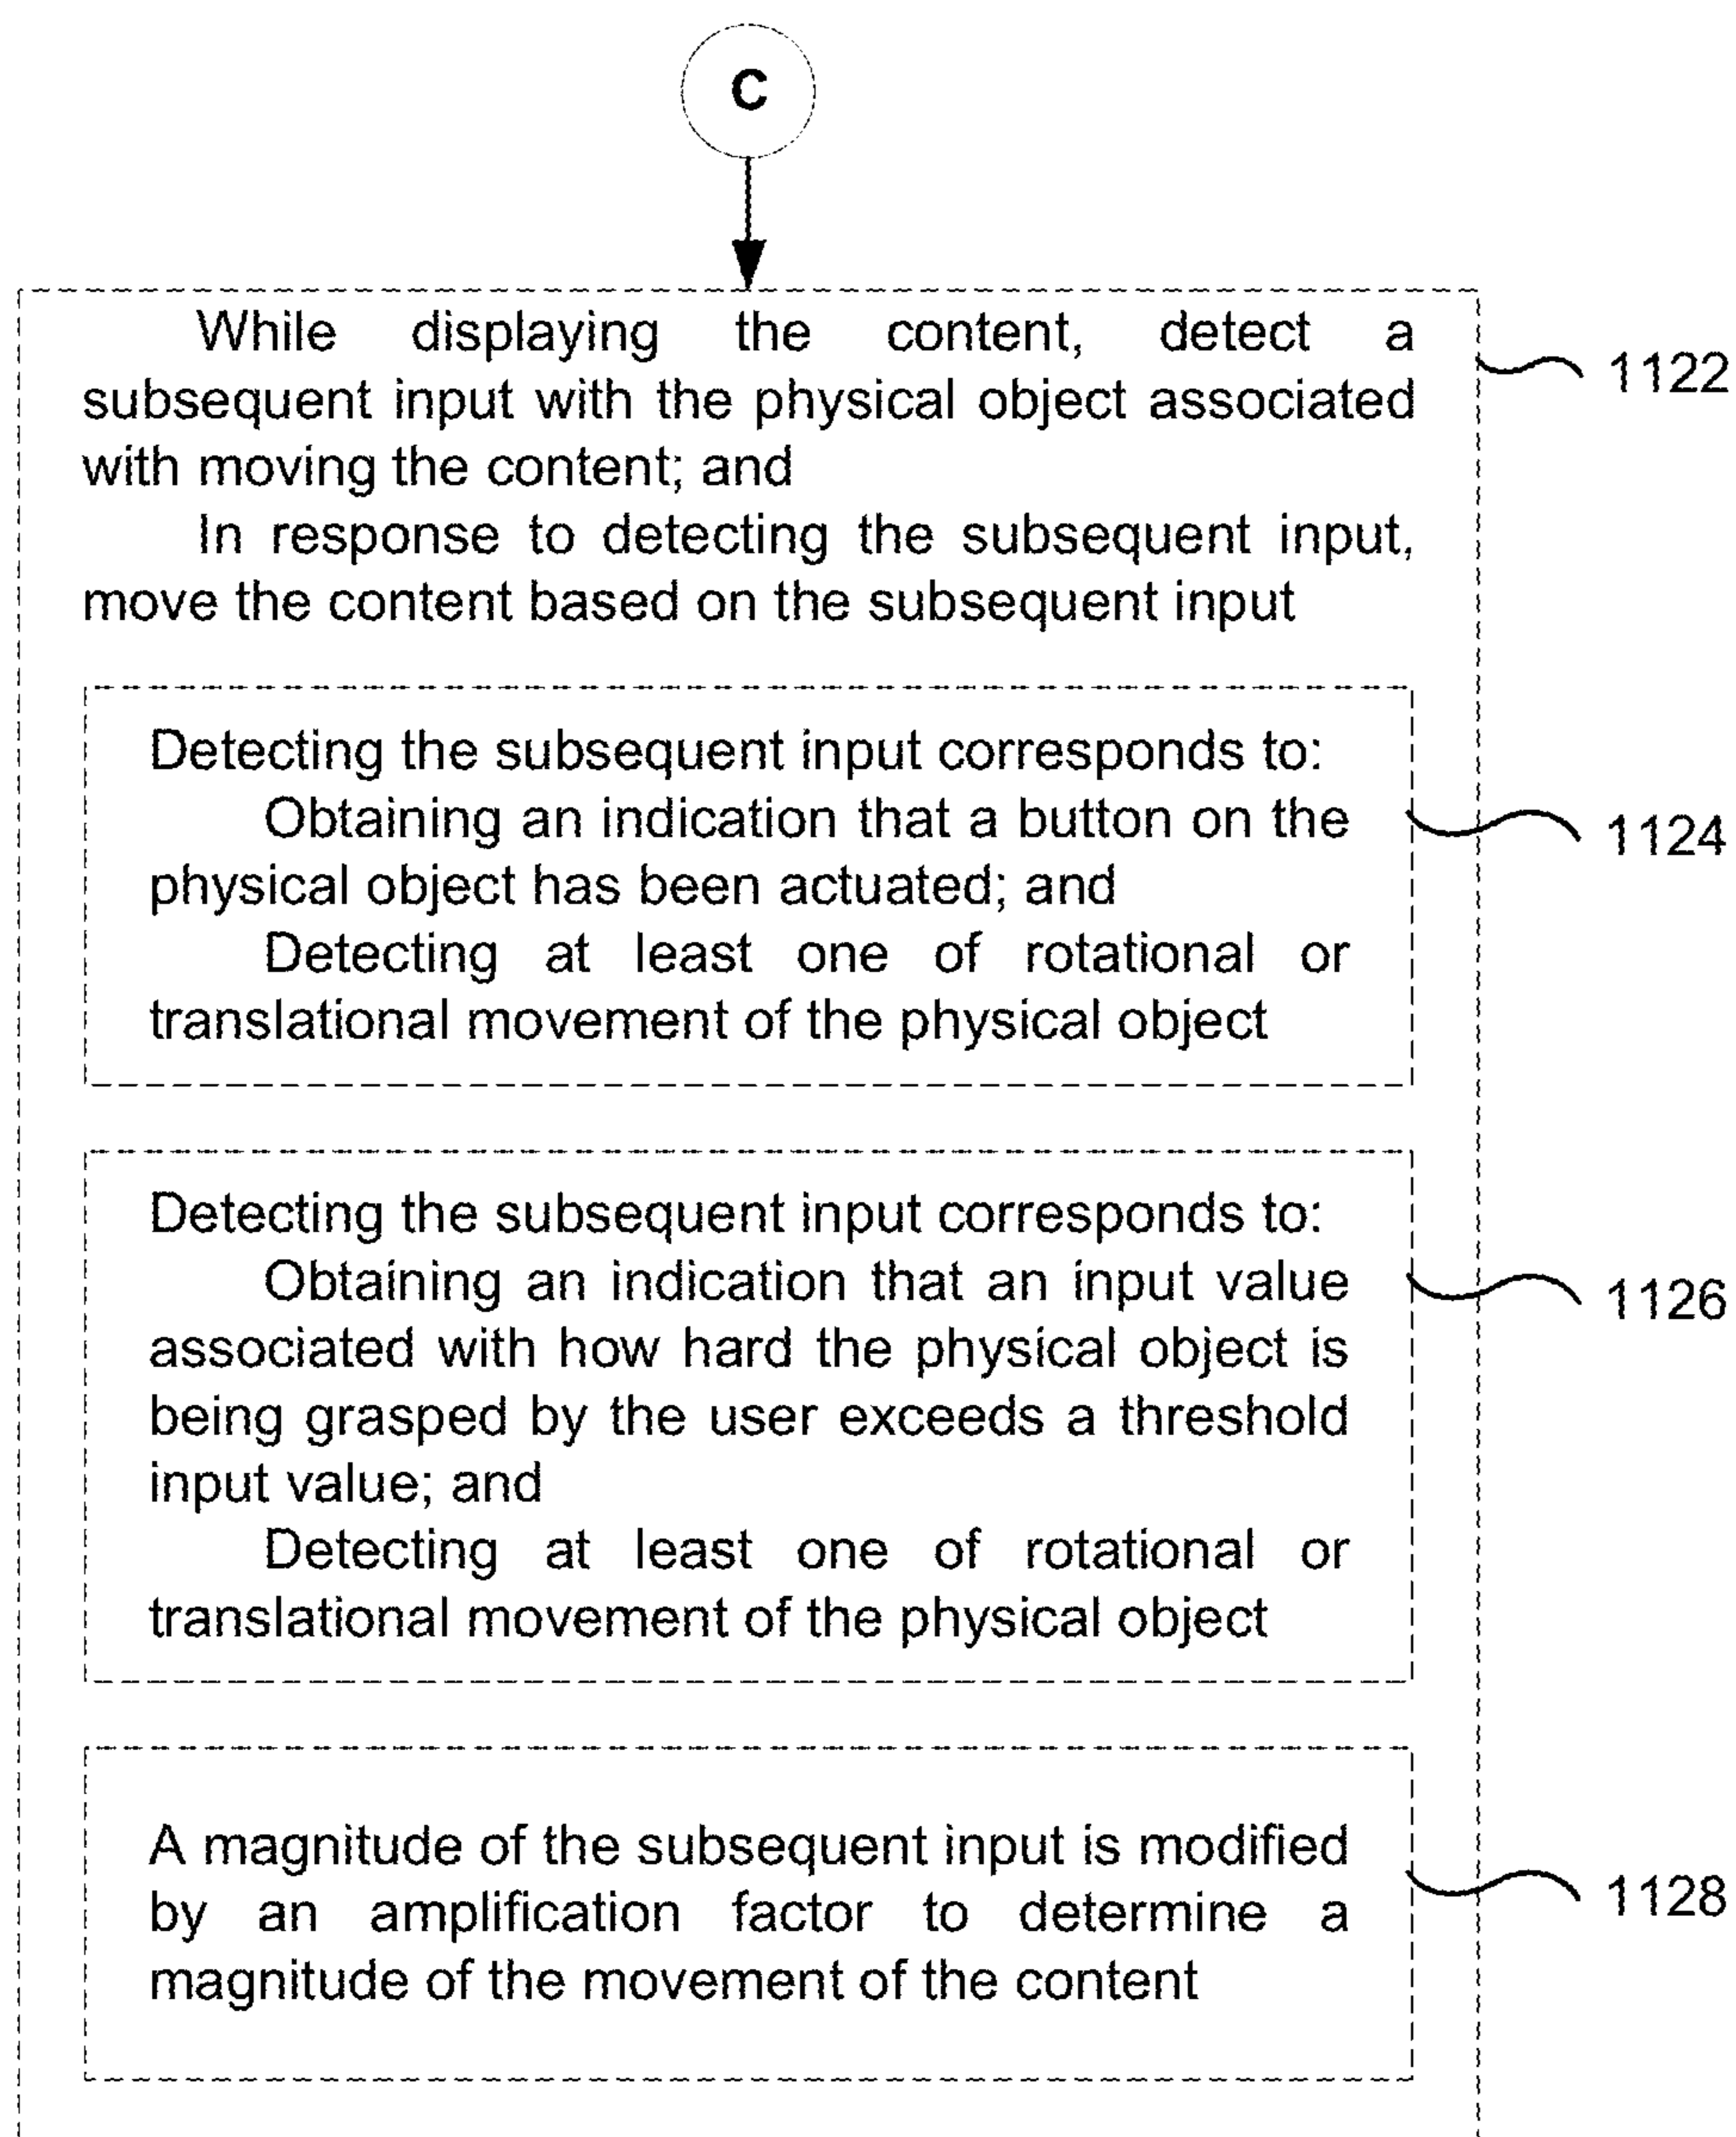 C
While displaying the content, detect a
subsequent input with the physical object associated
with moving the content; and
In response to detecting the subsequent input,
move the content based on the subsequent input
1122
Detecting the subsequent input corresponds to:
Obtaining an indication that a button on the
physical object has been actuated; and
Detecting at least one of rotational or
translational movement of the physical object
1124
Detecting the subsequent input corresponds to:
Obtaining an indication that an input value
associated with how hard the physical object is
being grasped by the user exceeds a threshold
input value; and
Detecting at least one of rotational or
translational movement of the physical object
1126
A magnitude of the subsequent input is modified
by an amplification factor to determine a
magnitude of the movement of the content
1128